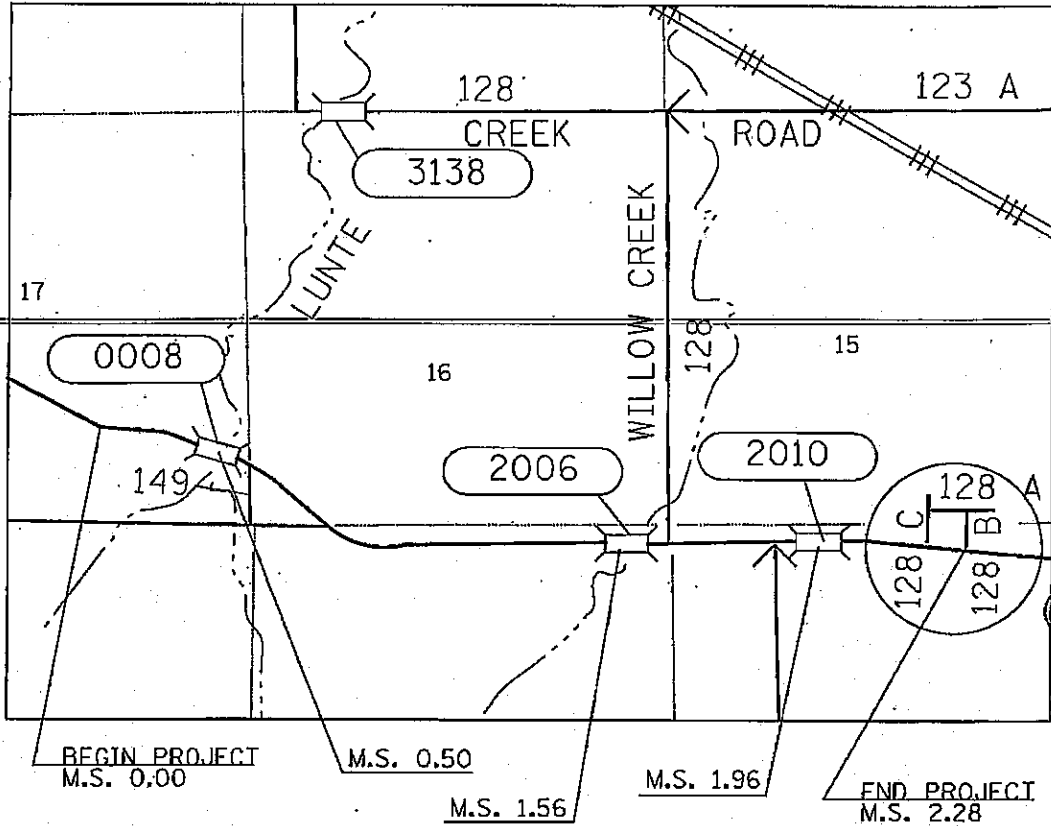 128
123 A
CREEK
ROAD
3138
LUNTE
WILLOW CREEK
128
17
0008
16
15
149
2006
2010
128
A
C
B
128
128
BEGIN PROJECT
M.S. 0.00
M.S. 0.50
M.S. 1.56
M.S. 1.96
END PROJECT
M.S. 2.28